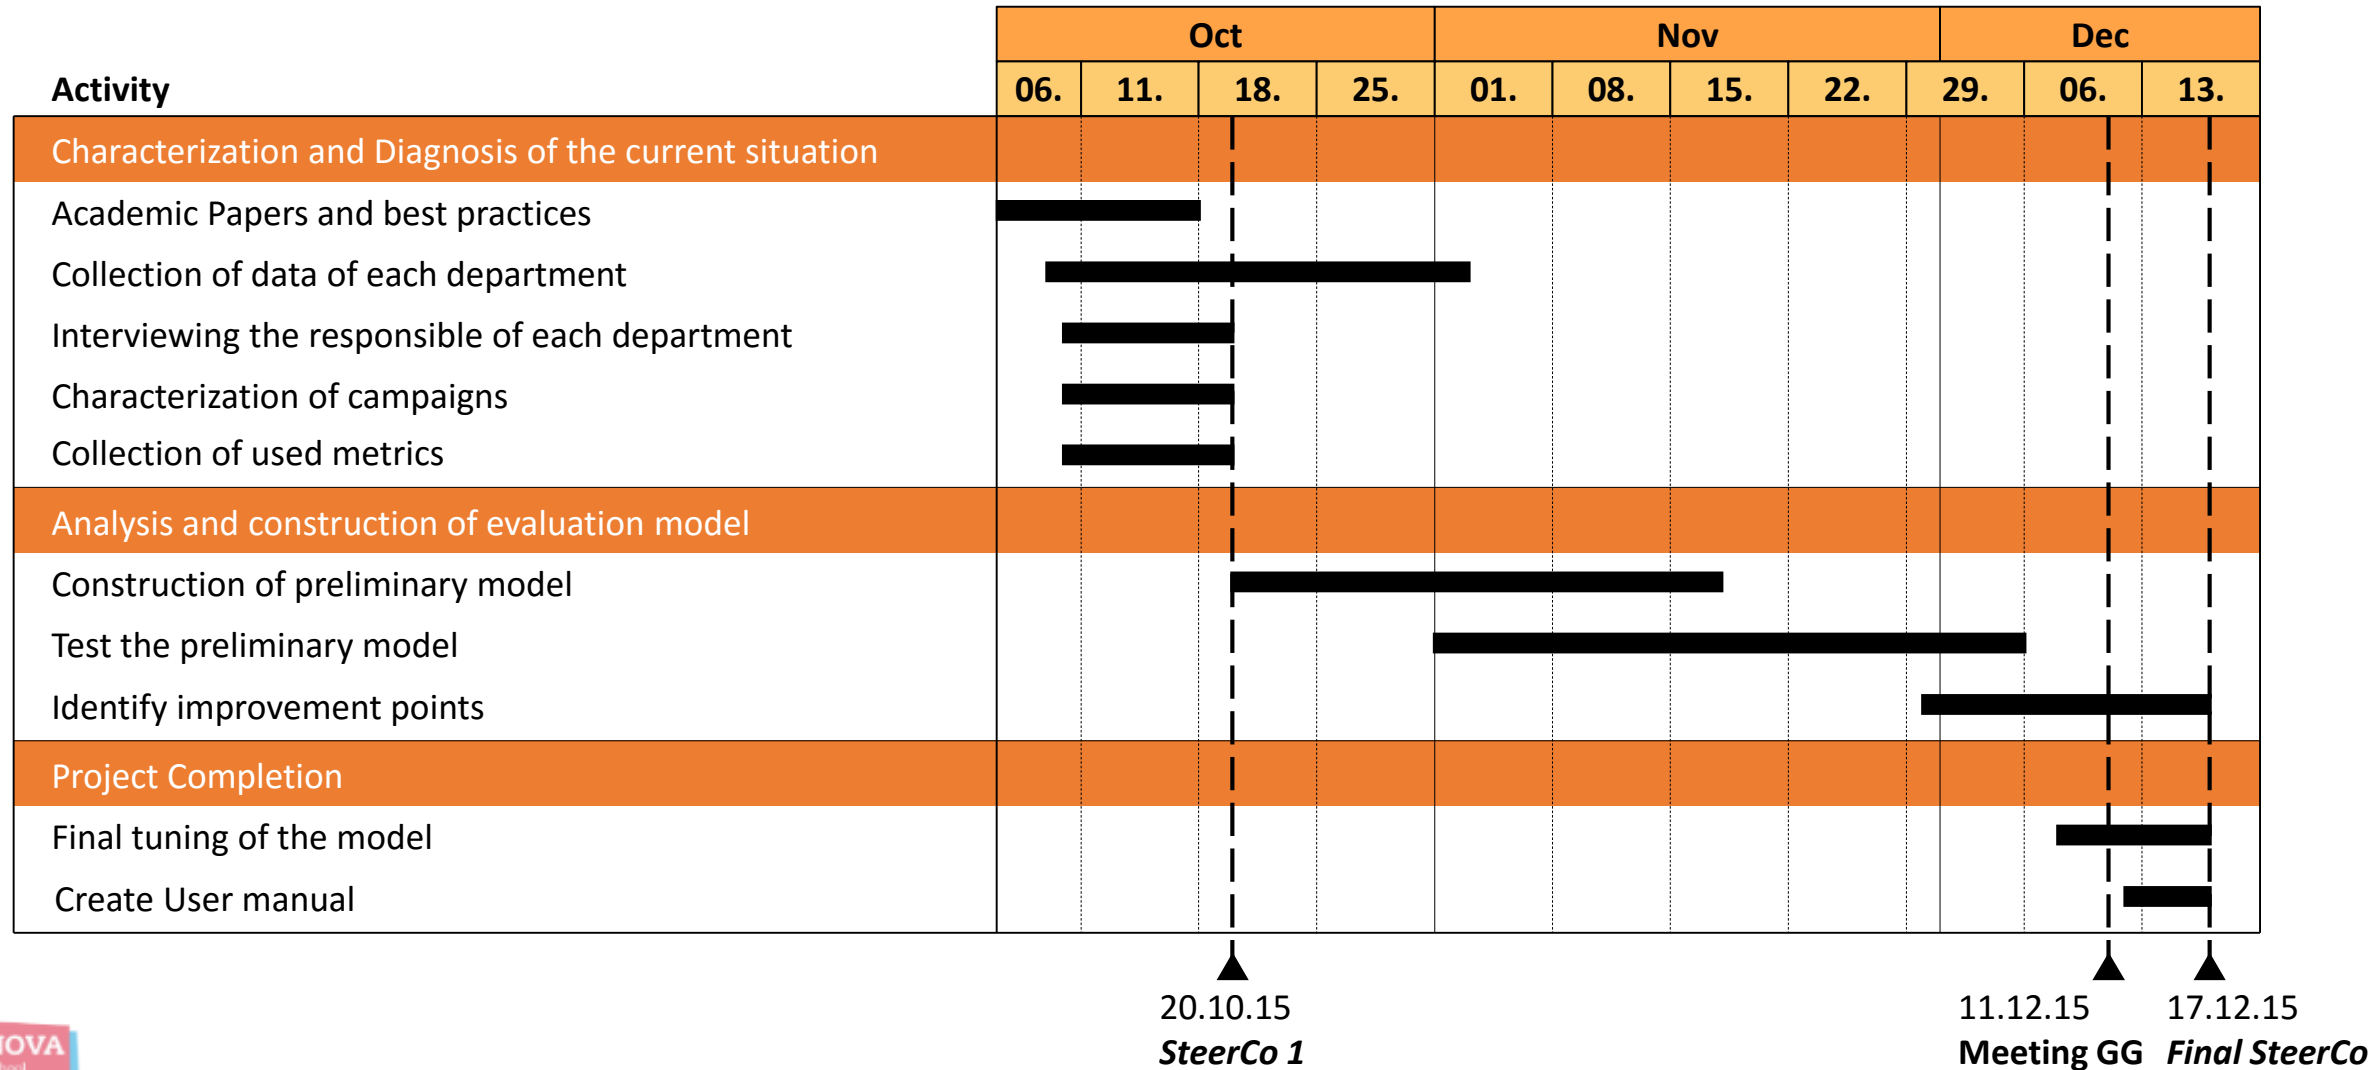 Oct Nov Dec
Activity 06. 11. 18. 25. 01. 08. 15. 22. 29. 06. 13.
Characterization and Diagnosis of the current situation
Academic Papers and best practices
Collection of data of each department
Interviewing the responsible of each department
Characterization of campaigns
Collection of used metrics
Analysis and construction of evaluation model
Construction of preliminary model
Test the preliminary model
Identify improvement points
Project Completion
Final tuning of the model
Create User manual
20.10.15 11.12.15 17.12.15
SteerCo 1 Meeting GG Final SteerCo